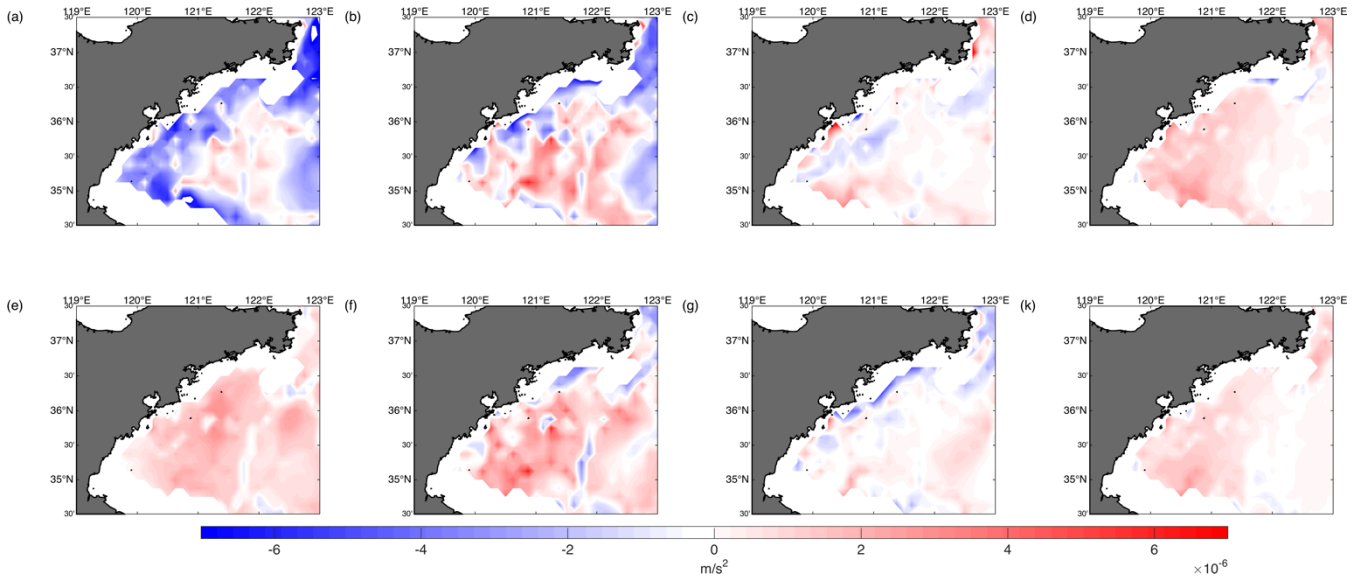 (a) 119°E 120°E 121°E 122°E 123°E (b) 119°E 120°E 121°E 122°E 123°E (c) 119°E 120°E 121°E 122°E 123°E (d) 119°E 120°E 121°E 122°E 123°E
30' 30' 30' 30'
37°N 37°N 37°N 37°N
30' 30' 30' 30'
36°N 36°N 36°N 36°N
30' 30' 30' 30'
35°N 35°N 35°N 35°N
30' 30' 30' 30'
(e) 119°E 120°E 121°E 122°E 123°E (f) 119°E 120°E 121°E 122°E 123°E (g) 119°E 120°E 121°E 122°E 123°E (k) 119°E 120°E 121°E 122°E 123°E
30' 30' 30' 30'
37°N 37°N 37°N 37°N
30' 30' 30' 30'
36°N 36°N 36°N 36°N
30' 30' 30' 30'
35°N 35°N 35°N 35°N
30' 30' 30' 30'
-6 -4 -2 0 2 4 6
m/s² ×10⁻⁶